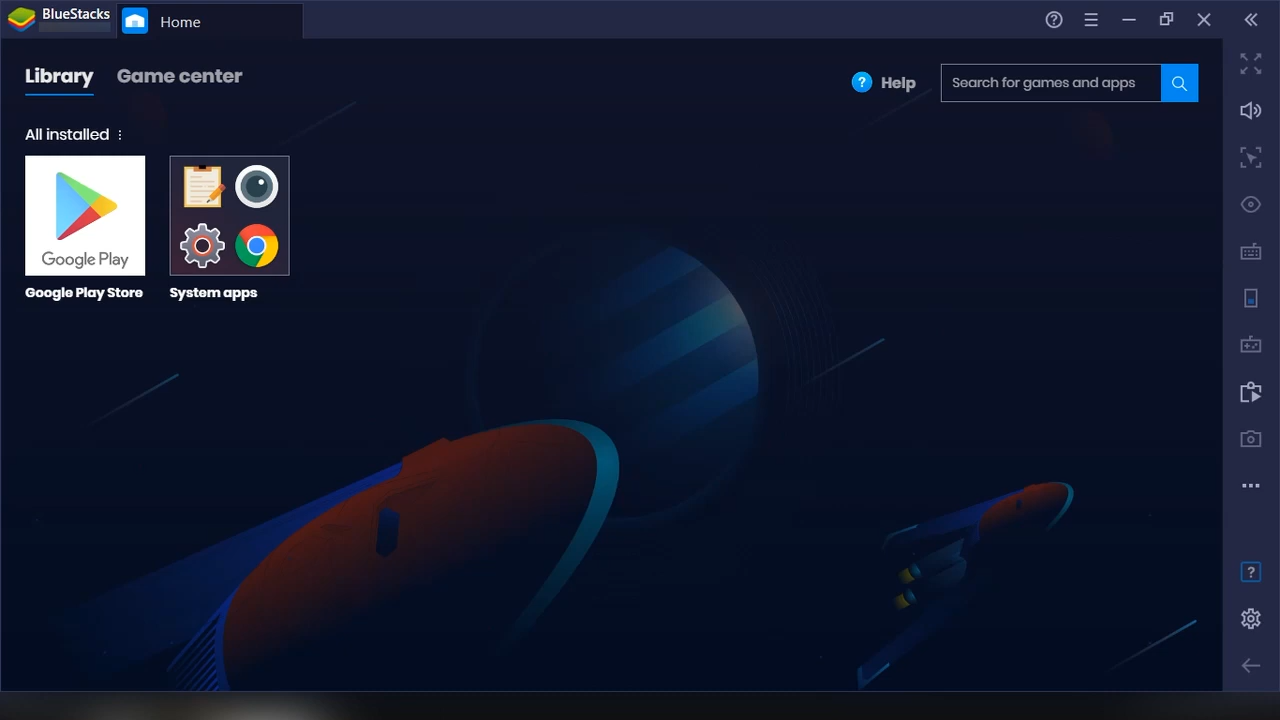 BlueStacks
Home
Library
Game center
Help
Search for games and apps
All installed
Google Play
Google Play Store
System apps